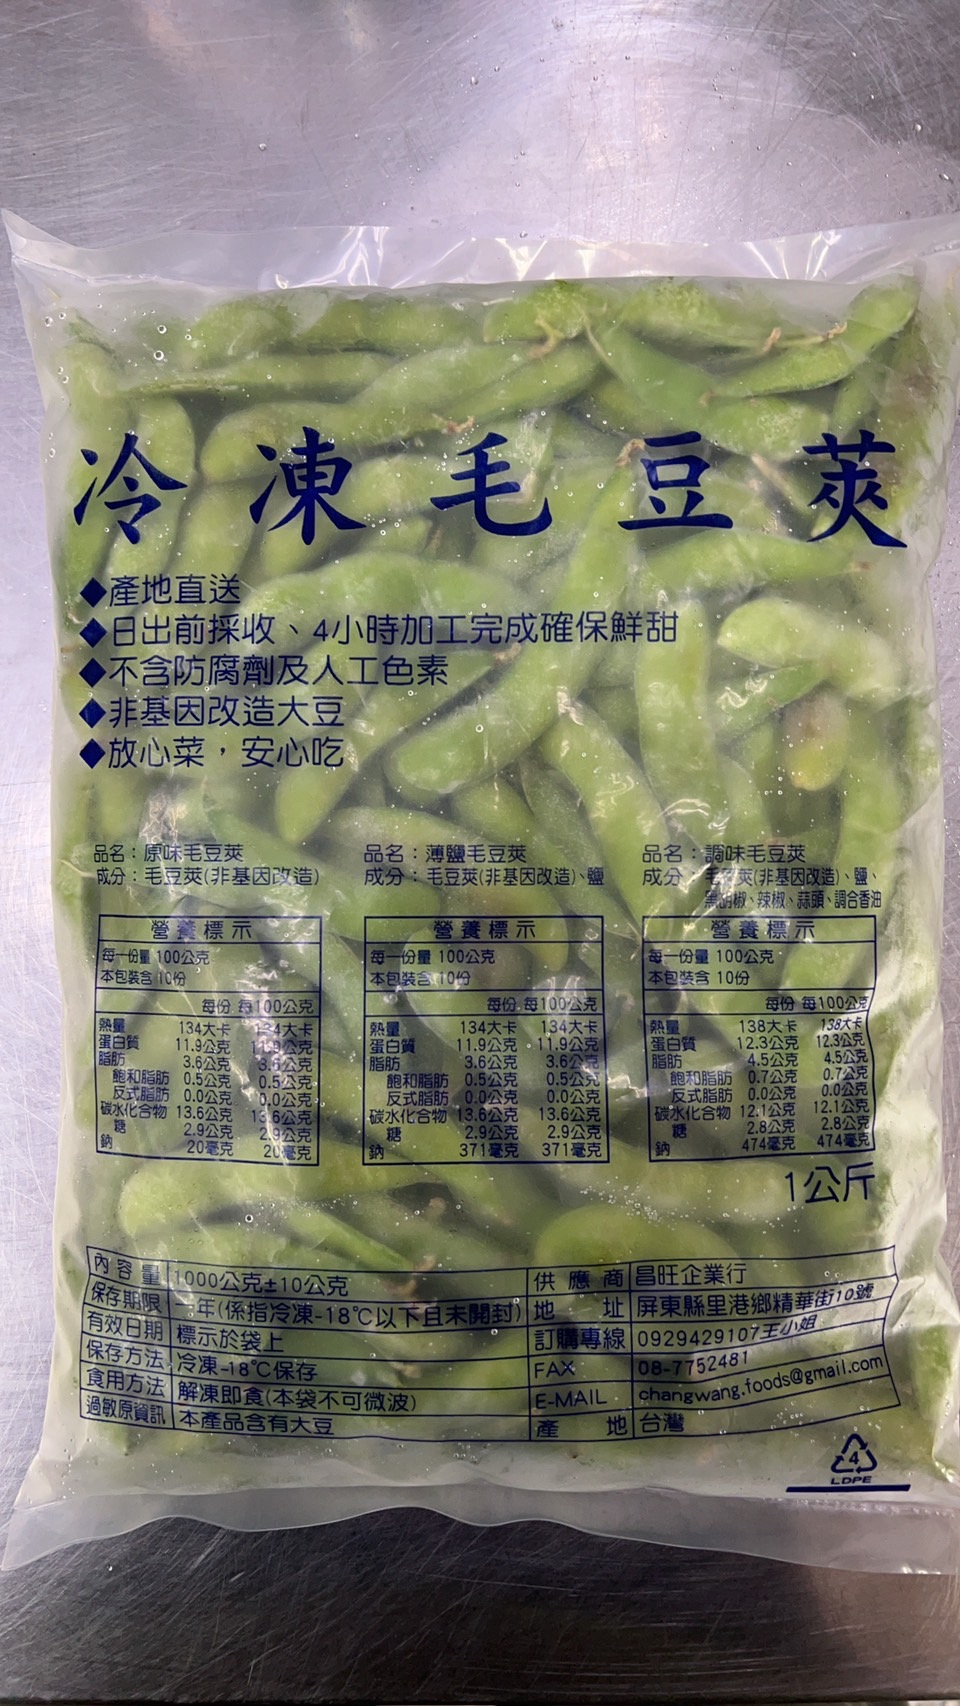 冷凍毛豆莢
◆產地直送
◆日出前採收、4小時加工完成確保鮮甜
◆不含防腐劑及人工色素
◆非基因改造大豆
◆放心菜，安心吃
品名：原味毛豆莢
成分：毛豆莢(非基因改造)
營養標示
每一份量 100公克
本包裝含 10份
每份 每100公克
熱量 134大卡 134大卡
蛋白質 11.9公克 11.9公克
脂肪 3.6公克 3.6公克
飽和脂肪 0.5公克 0.5公克
反式脂肪 0.0公克 0.0公克
碳水化合物 13.6公克 13.6公克
糖 2.9公克 2.9公克
鈉 20毫克 20毫克
品名：薄鹽毛豆莢
成分：毛豆莢(非基因改造)、鹽
營養標示
每一份量 100公克
本包裝含 10份
每份 每100公克
熱量 134大卡 134大卡
蛋白質 11.9公克 11.9公克
脂肪 3.6公克 3.6公克
飽和脂肪 0.5公克 0.5公克
反式脂肪 0.0公克 0.0公克
碳水化合物 13.6公克 13.6公克
糖 2.9公克 2.9公克
鈉 371毫克 371毫克
品名：調味毛豆莢
成分：毛豆莢(非基因改造)、鹽、
黑胡椒、辣椒、蒜頭、調合香油
營養標示
每一份量 100公克
本包裝含 10份
每份 每100公克
熱量 138大卡 138大卡
蛋白質 12.3公克 12.3公克
脂肪 4.5公克 4.5公克
飽和脂肪 0.7公克 0.7公克
反式脂肪 0.0公克 0.0公克
碳水化合物 12.1公克 12.1公克
糖 2.8公克 2.8公克
鈉 474毫克 474毫克
1公斤
內容量 1000公克±10公克
保存期限 一年(係指冷凍-18℃以下且未開封)
有效日期 標示於袋上
保存方法 冷凍-18℃保存
食用方法 解凍即食(本袋不可微波)
過敏原資訊 本產品含有大豆
供應商 昌旺企業行
地址 屏東縣里港鄉精華街10號
訂購專線 0929429107王小姐
FAX 08-7752481
E-MAIL changwang.foods@gmail.com
產地 台灣
4
LDPE